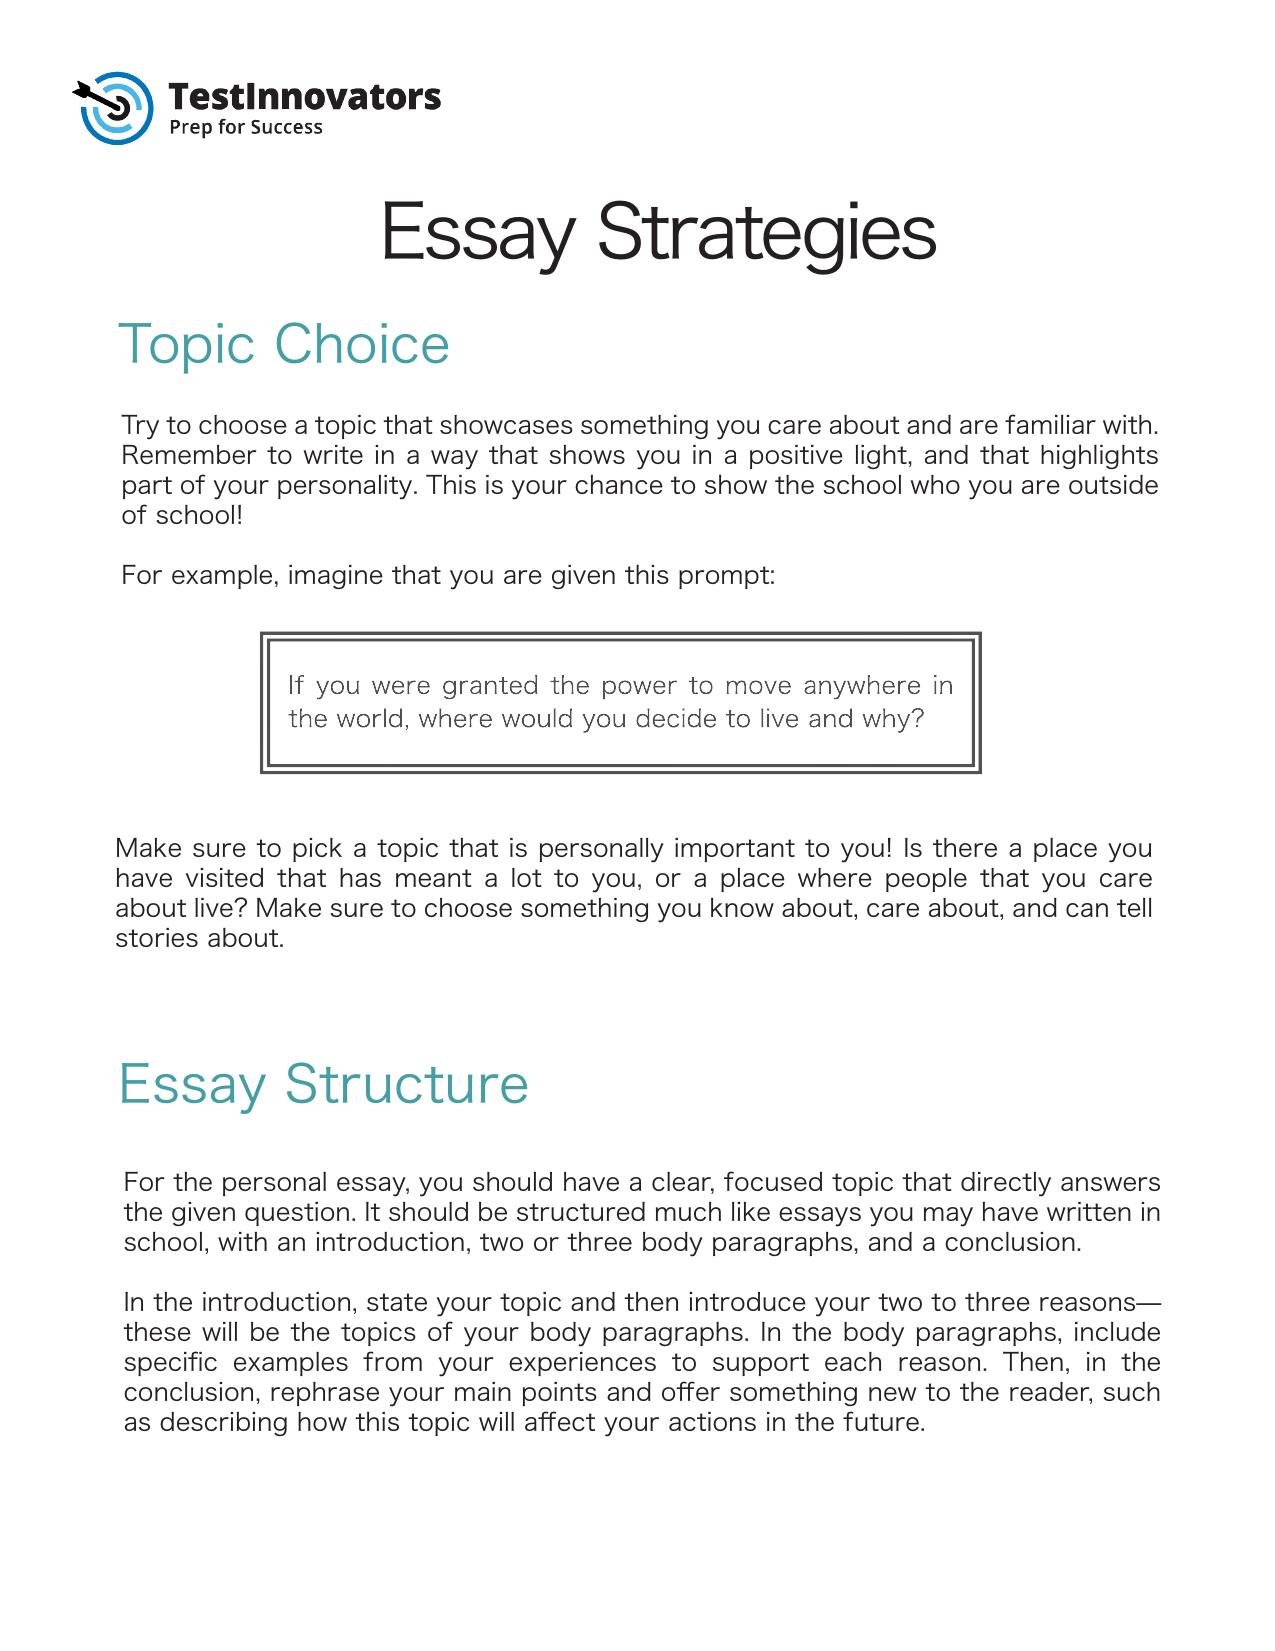 TestInnovators
Prep for Success
Essay Strategies
Topic Choice
Try to choose a topic that showcases something you care about and are familiar with.
Remember to write in a way that shows you in a positive light, and that highlights
part of your personality. This is your chance to show the school who you are outside
of school!
For example, imagine that you are given this prompt:
If you were granted the power to move anywhere in
the world, where would you decide to live and why?
Make sure to pick a topic that is personally important to you! Is there a place you
have visited that has meant a lot to you, or a place where people that you care
about live? Make sure to choose something you know about, care about, and can tell
stories about.
Essay Structure
For the personal essay, you should have a clear, focused topic that directly answers
the given question. It should be structured much like essays you may have written in
school, with an introduction, two or three body paragraphs, and a conclusion.
In the introduction, state your topic and then introduce your two to three reasons—
these will be the topics of your body paragraphs. In the body paragraphs, include
specific examples from your experiences to support each reason. Then, in the
conclusion, rephrase your main points and offer something new to the reader, such
as describing how this topic will affect your actions in the future.